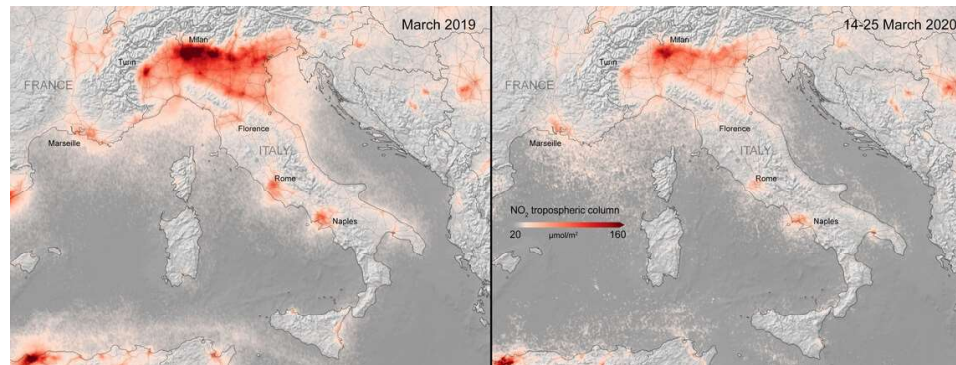 March 2019
Milan
Turin
FRANCE
Marseille
Florence
ITALY
Rome
Naples
14-25 March 2020
Milan
Turin
FRANCE
Marseille
Florence
ITALY
Rome
Naples
NO₂ tropospheric column
20 µmol/m² 160